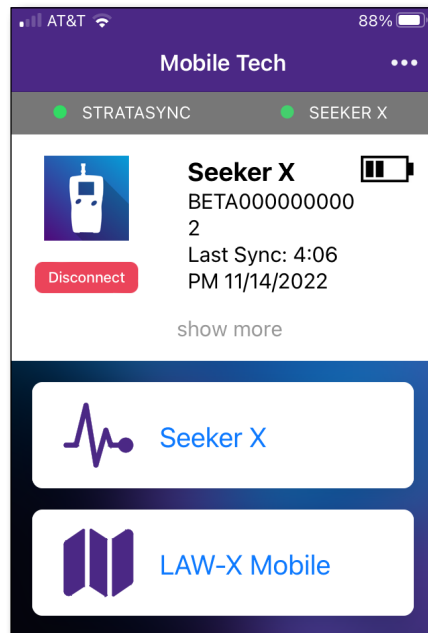 AT&T 88%
Mobile Tech
STRATASYNC SEEKER X
Seeker X
BETA000000000
2
Last Sync: 4:06
PM 11/14/2022
Disconnect
show more
Seeker X
LAW-X Mobile